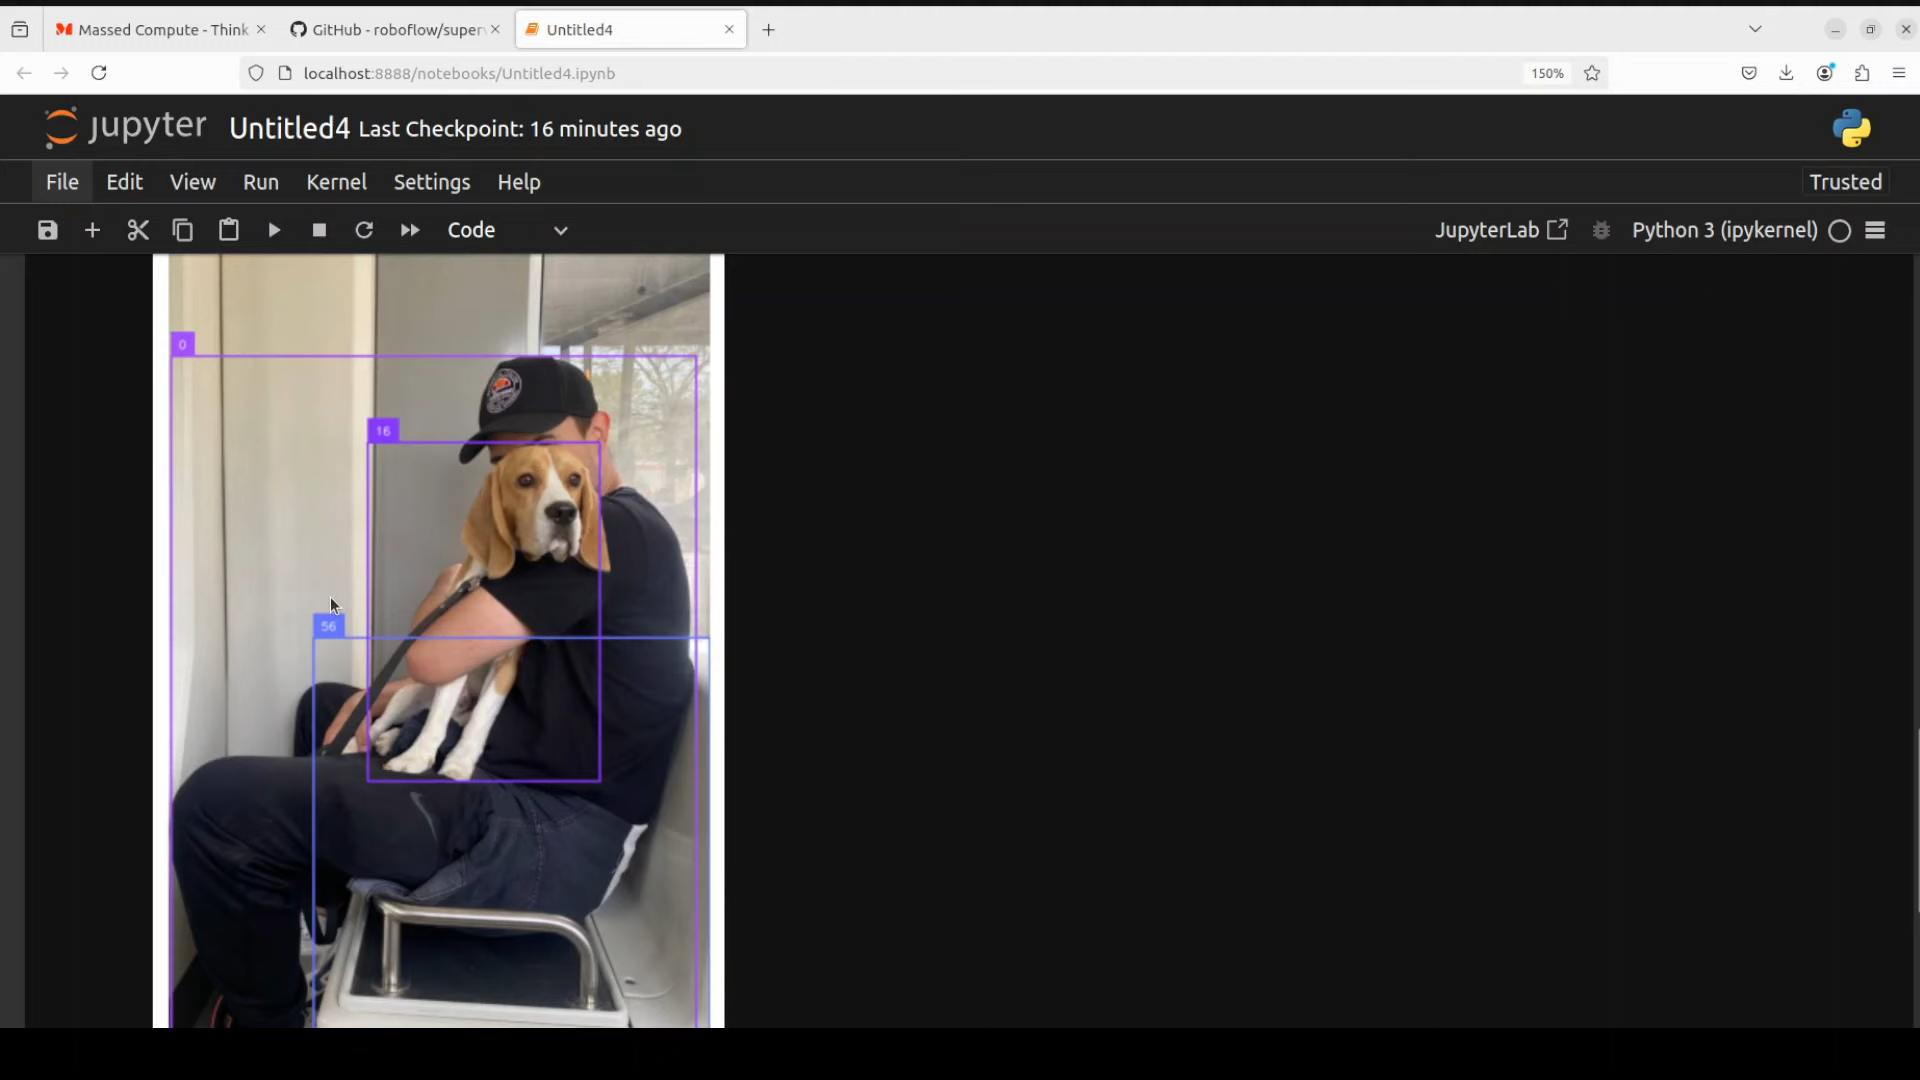 Massed Compute - Think
GitHub - roboflow/super
Untitled4
localhost:8888/notebooks/Untitled4.ipynb
150%
jupyter Untitled4 Last Checkpoint: 16 minutes ago
File Edit View Run Kernel Settings Help
Trusted
Code
JupyterLab
Python 3 (ipykernel)
0
16
56